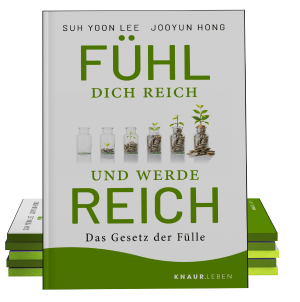 SUH YOON LEE JOOYUN HONG
FÜHL
DICH REICH
UND WERDE
REICH
Das Gesetz der Fülle
KNAUR.LEBEN